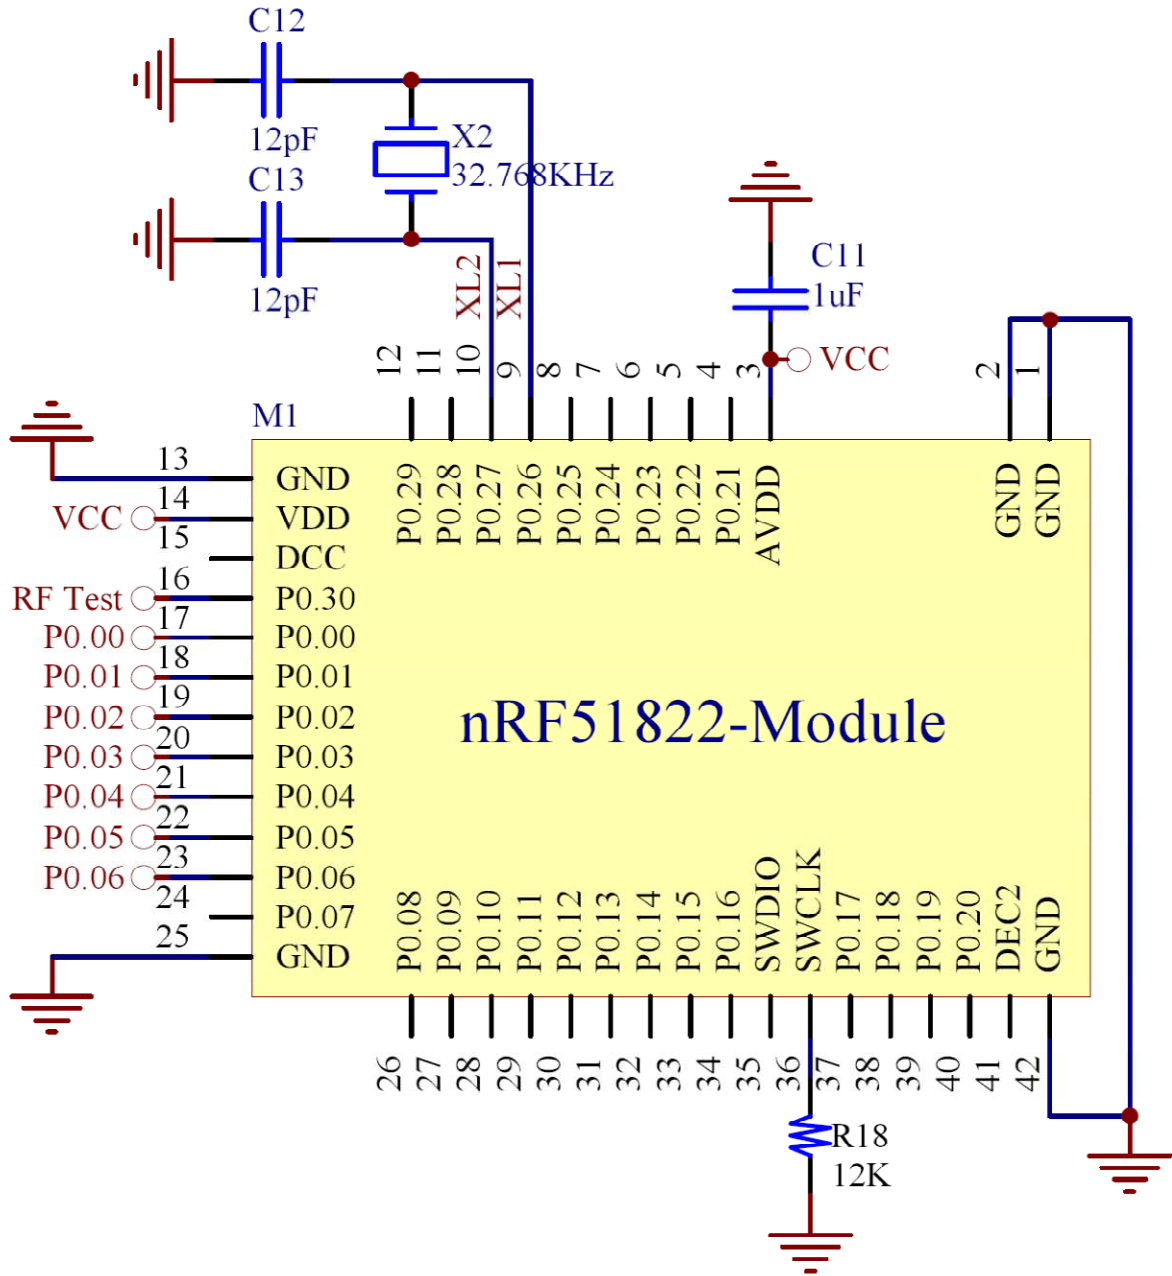 C12
12pF
X2
32.768KHz
C13
12pF
XL2
XL1
C11
1uF
VCC
12
11
10
9
8
7
6
5
4
3
2
1
M1
P0.29
P0.28
P0.27
P0.26
P0.25
P0.24
P0.23
P0.22
P0.21
AVDD
GND
GND
13 GND
VCC 14 VDD
15 DCC
RF Test 16 P0.30
P0.00 17 P0.00
P0.01 18 P0.01
P0.02 19 P0.02
P0.03 20 P0.03
P0.04 21 P0.04
P0.05 22 P0.05
P0.06 23 P0.06
24 P0.07
25 GND
nRF51822-Module
P0.08
P0.09
P0.10
P0.11
P0.12
P0.13
P0.14
P0.15
P0.16
SWDIO
SWCLK
P0.17
P0.18
P0.19
P0.20
DEC2
GND
26
27
28
29
30
31
32
33
34
35
36
37
38
39
40
41
42
R18
12K